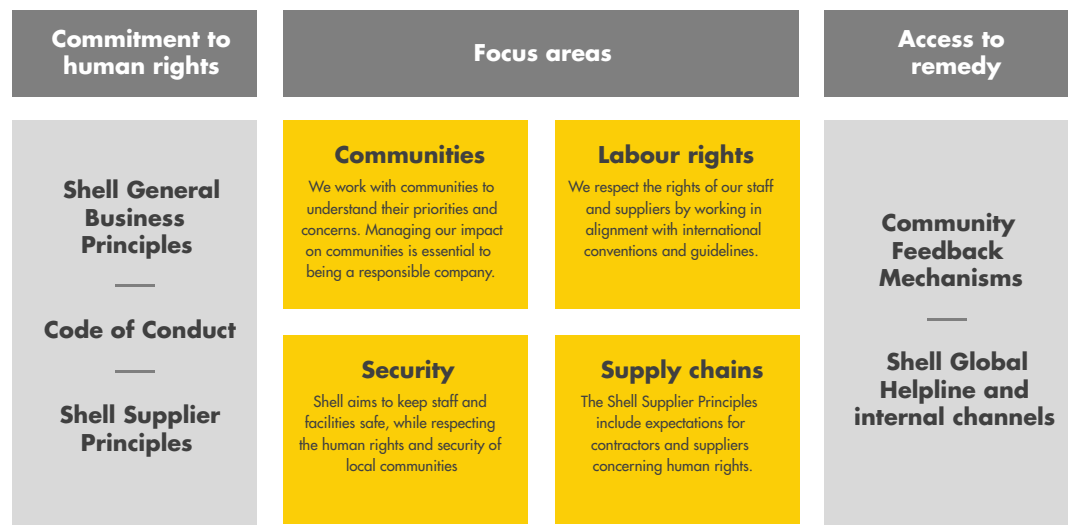 Commitment to
human rights
Focus areas
Access to
remedy
Shell General
Business
Principles
Code of Conduct
Shell Supplier
Principles
Communities
We work with communities to
understand their priorities and
concerns. Managing our impact
on communities is essential to
being a responsible company.
Labour rights
We respect the rights of our staff
and suppliers by working in
alignment with international
conventions and guidelines.
Security
Shell aims to keep staff and
facilities safe, while respecting
the human rights and security of
local communities
Supply chains
The Shell Supplier Principles
include expectations for
contractors and suppliers
concerning human rights.
Community
Feedback
Mechanisms
Shell Global
Helpline and
internal channels